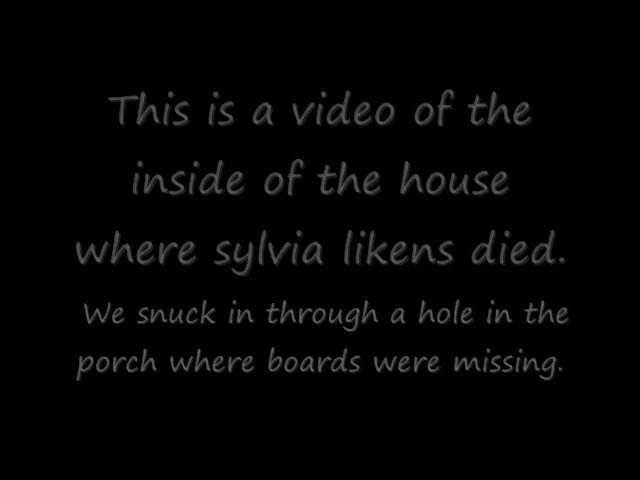 This is a video of the
inside of the house
where sylvia likens died.
We snuck in through a hole in the
porch where boards were missing.